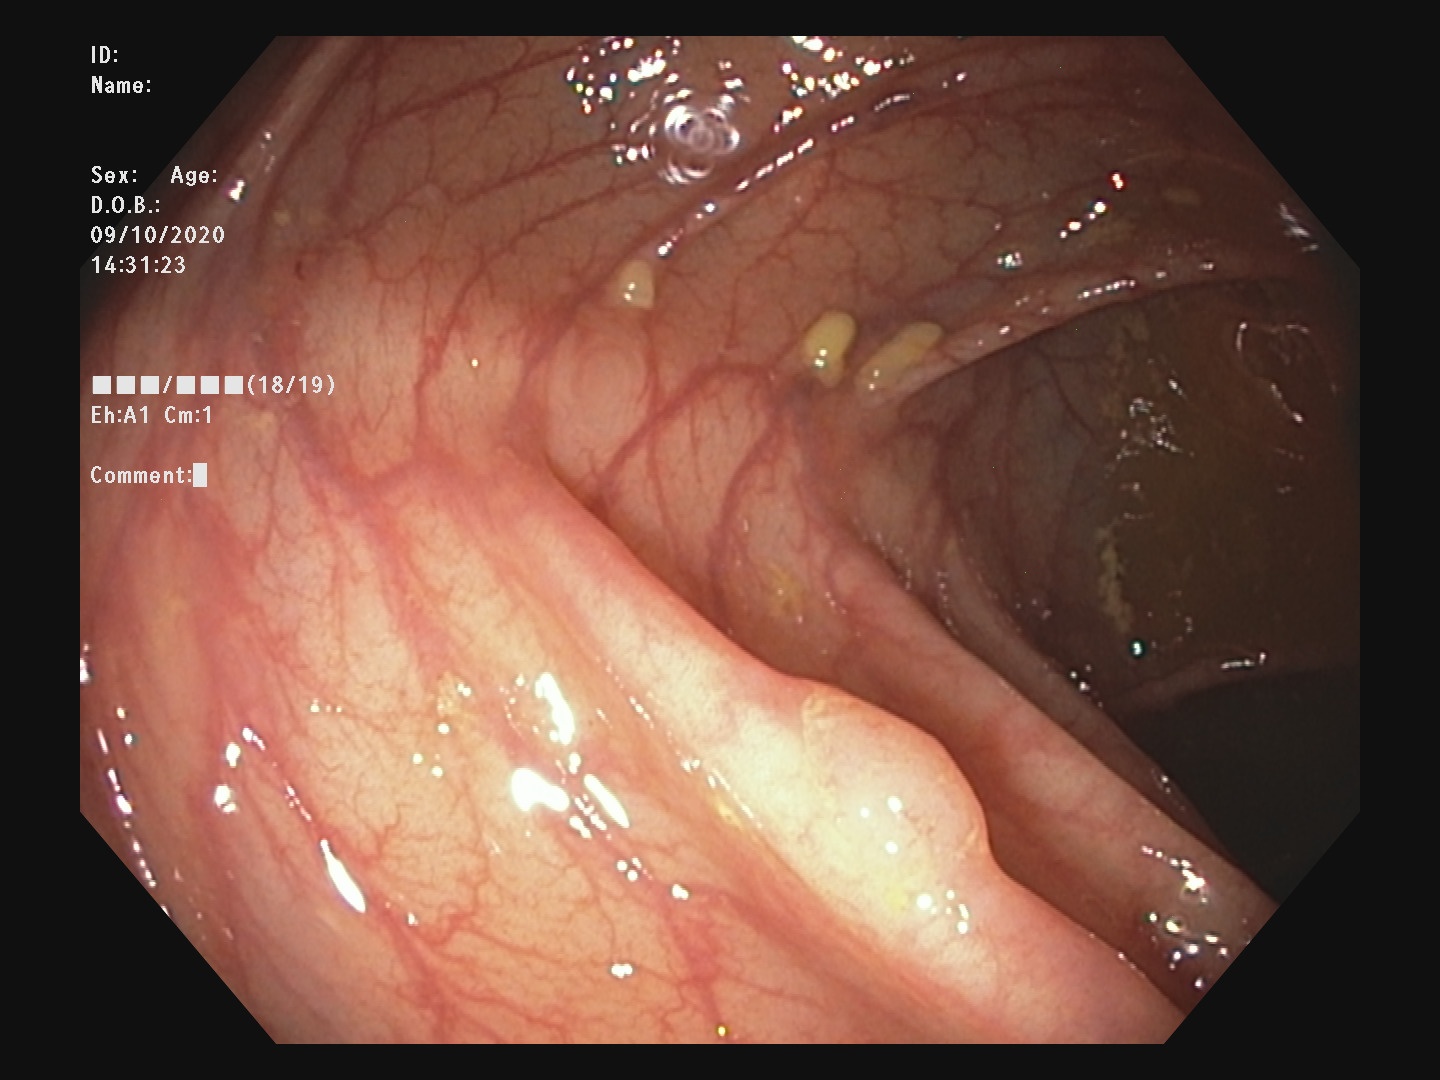 ID:
Name:
Sex: Age:
D.O.B.:
09/10/2020
14:31:23
■■■/■■■(18/19)
Eh:A1 Cm:1
Comment: